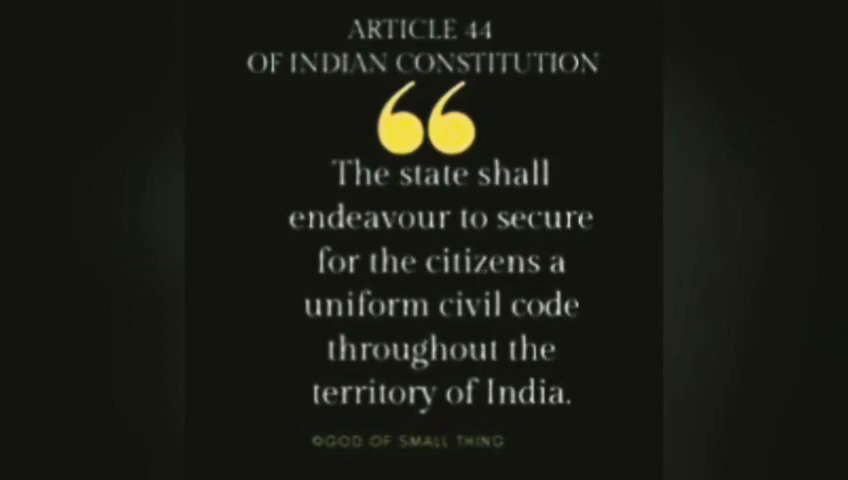 ARTICLE 44
OF INDIAN CONSTITUTION
“
The state shall
endeavour to secure
for the citizens a
uniform civil code
throughout the
territory of India.
©GOD OF SMALL THING